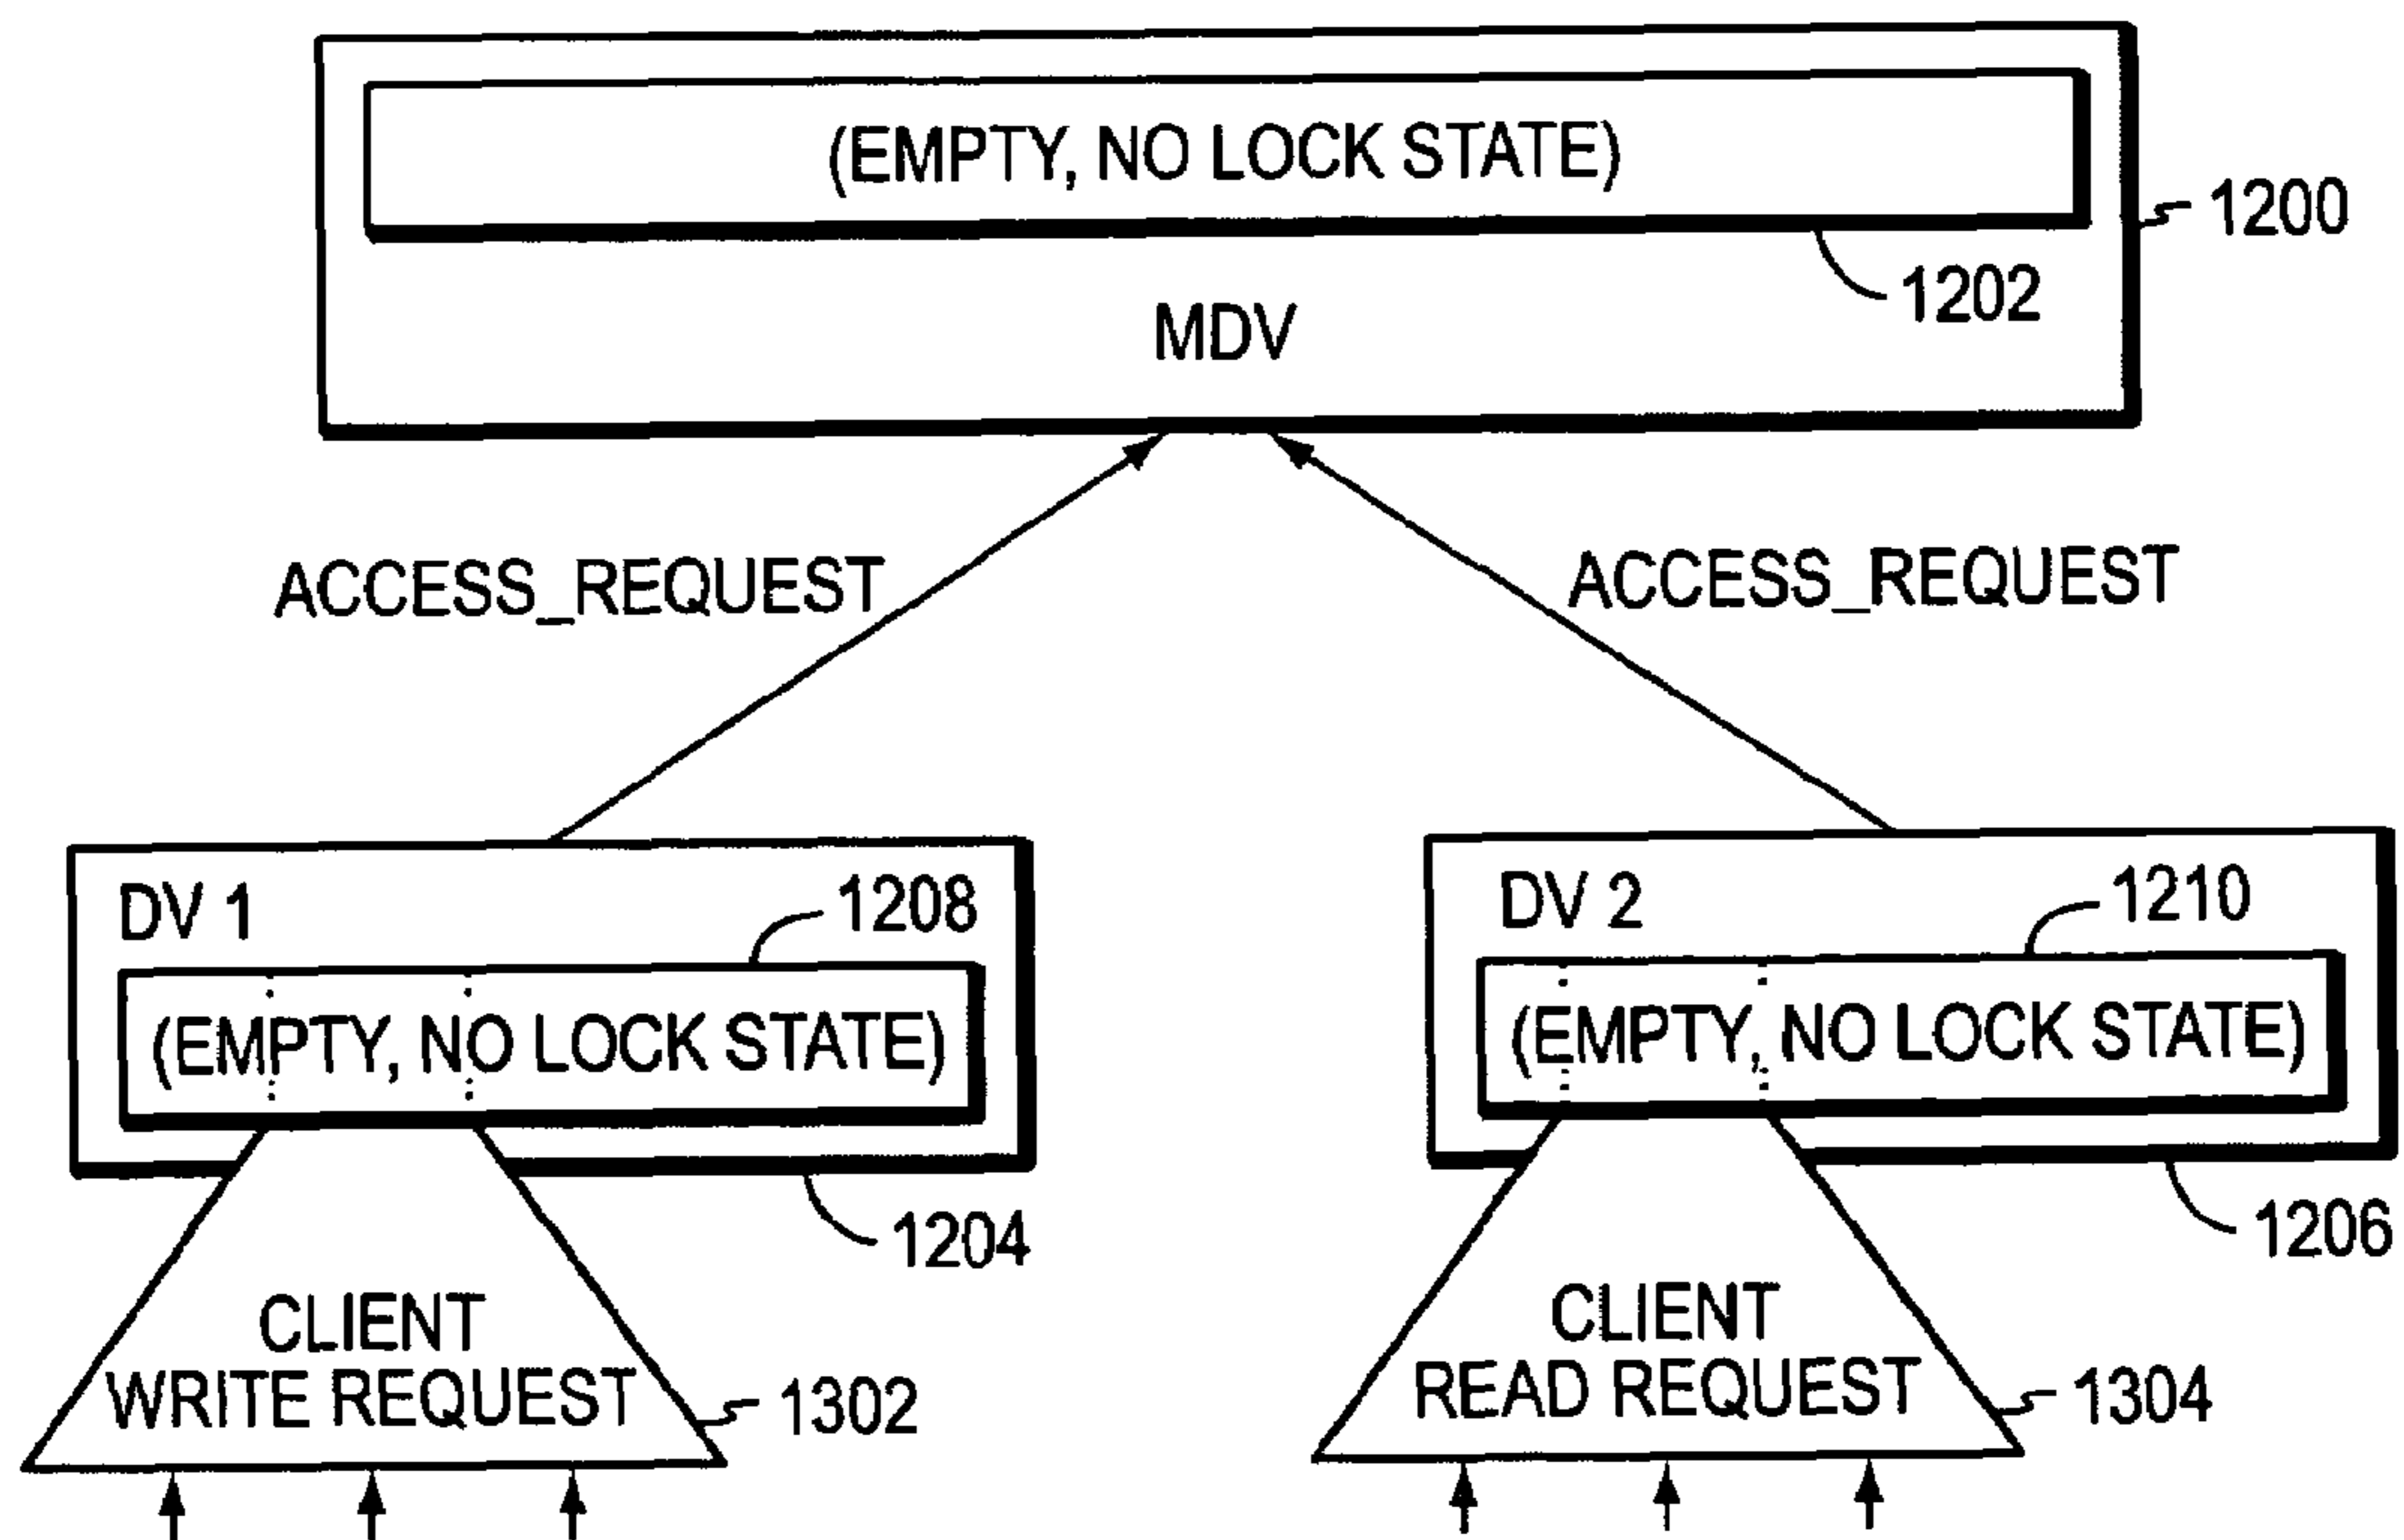 (EMPTY, NO LOCK STATE)
1200
1202
MDV
ACCESS_REQUEST
ACCESS_REQUEST
DV 1
1208
(EMPTY, NO LOCK STATE)
1204
CLIENT
WRITE REQUEST
1302
DV 2
1210
(EMPTY, NO LOCK STATE)
1206
CLIENT
READ REQUEST
1304